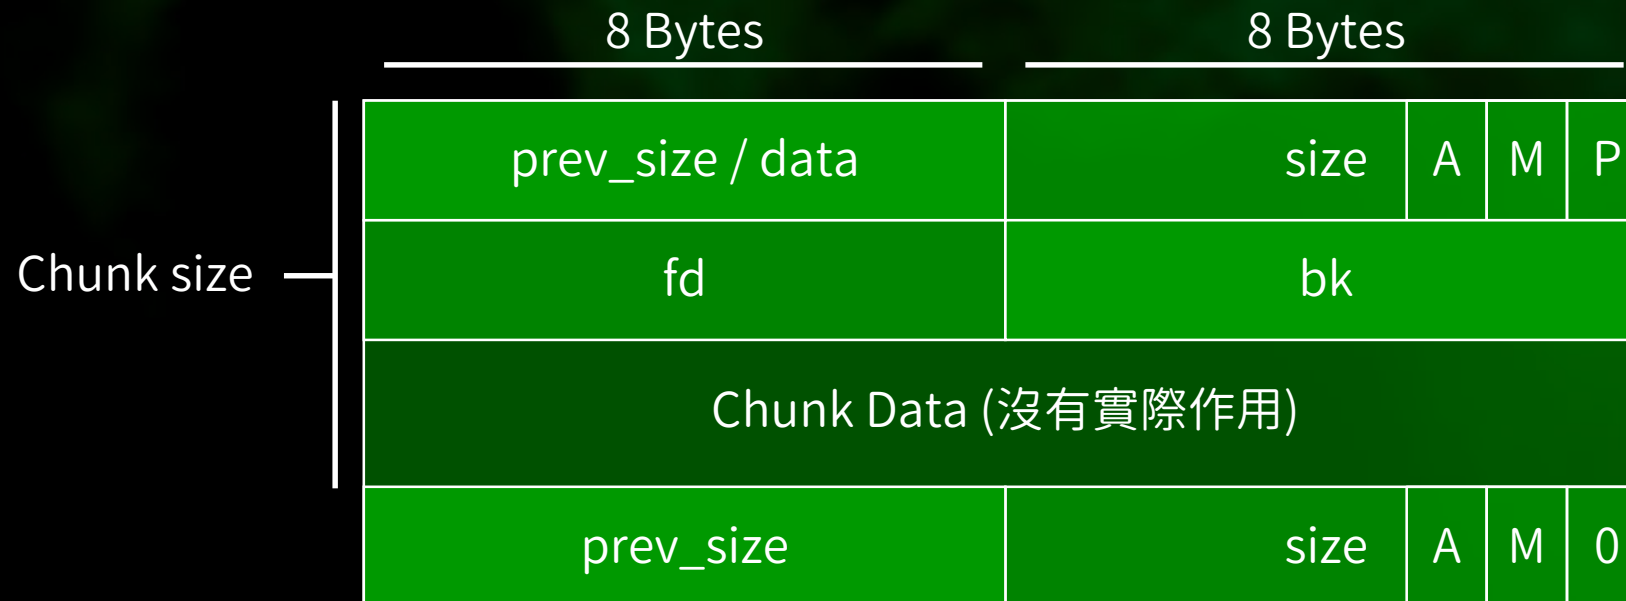 8 Bytes 8 Bytes
prev_size / data size A M P
Chunk size
fd bk
Chunk Data (沒有實際作用)
prev_size size A M 0